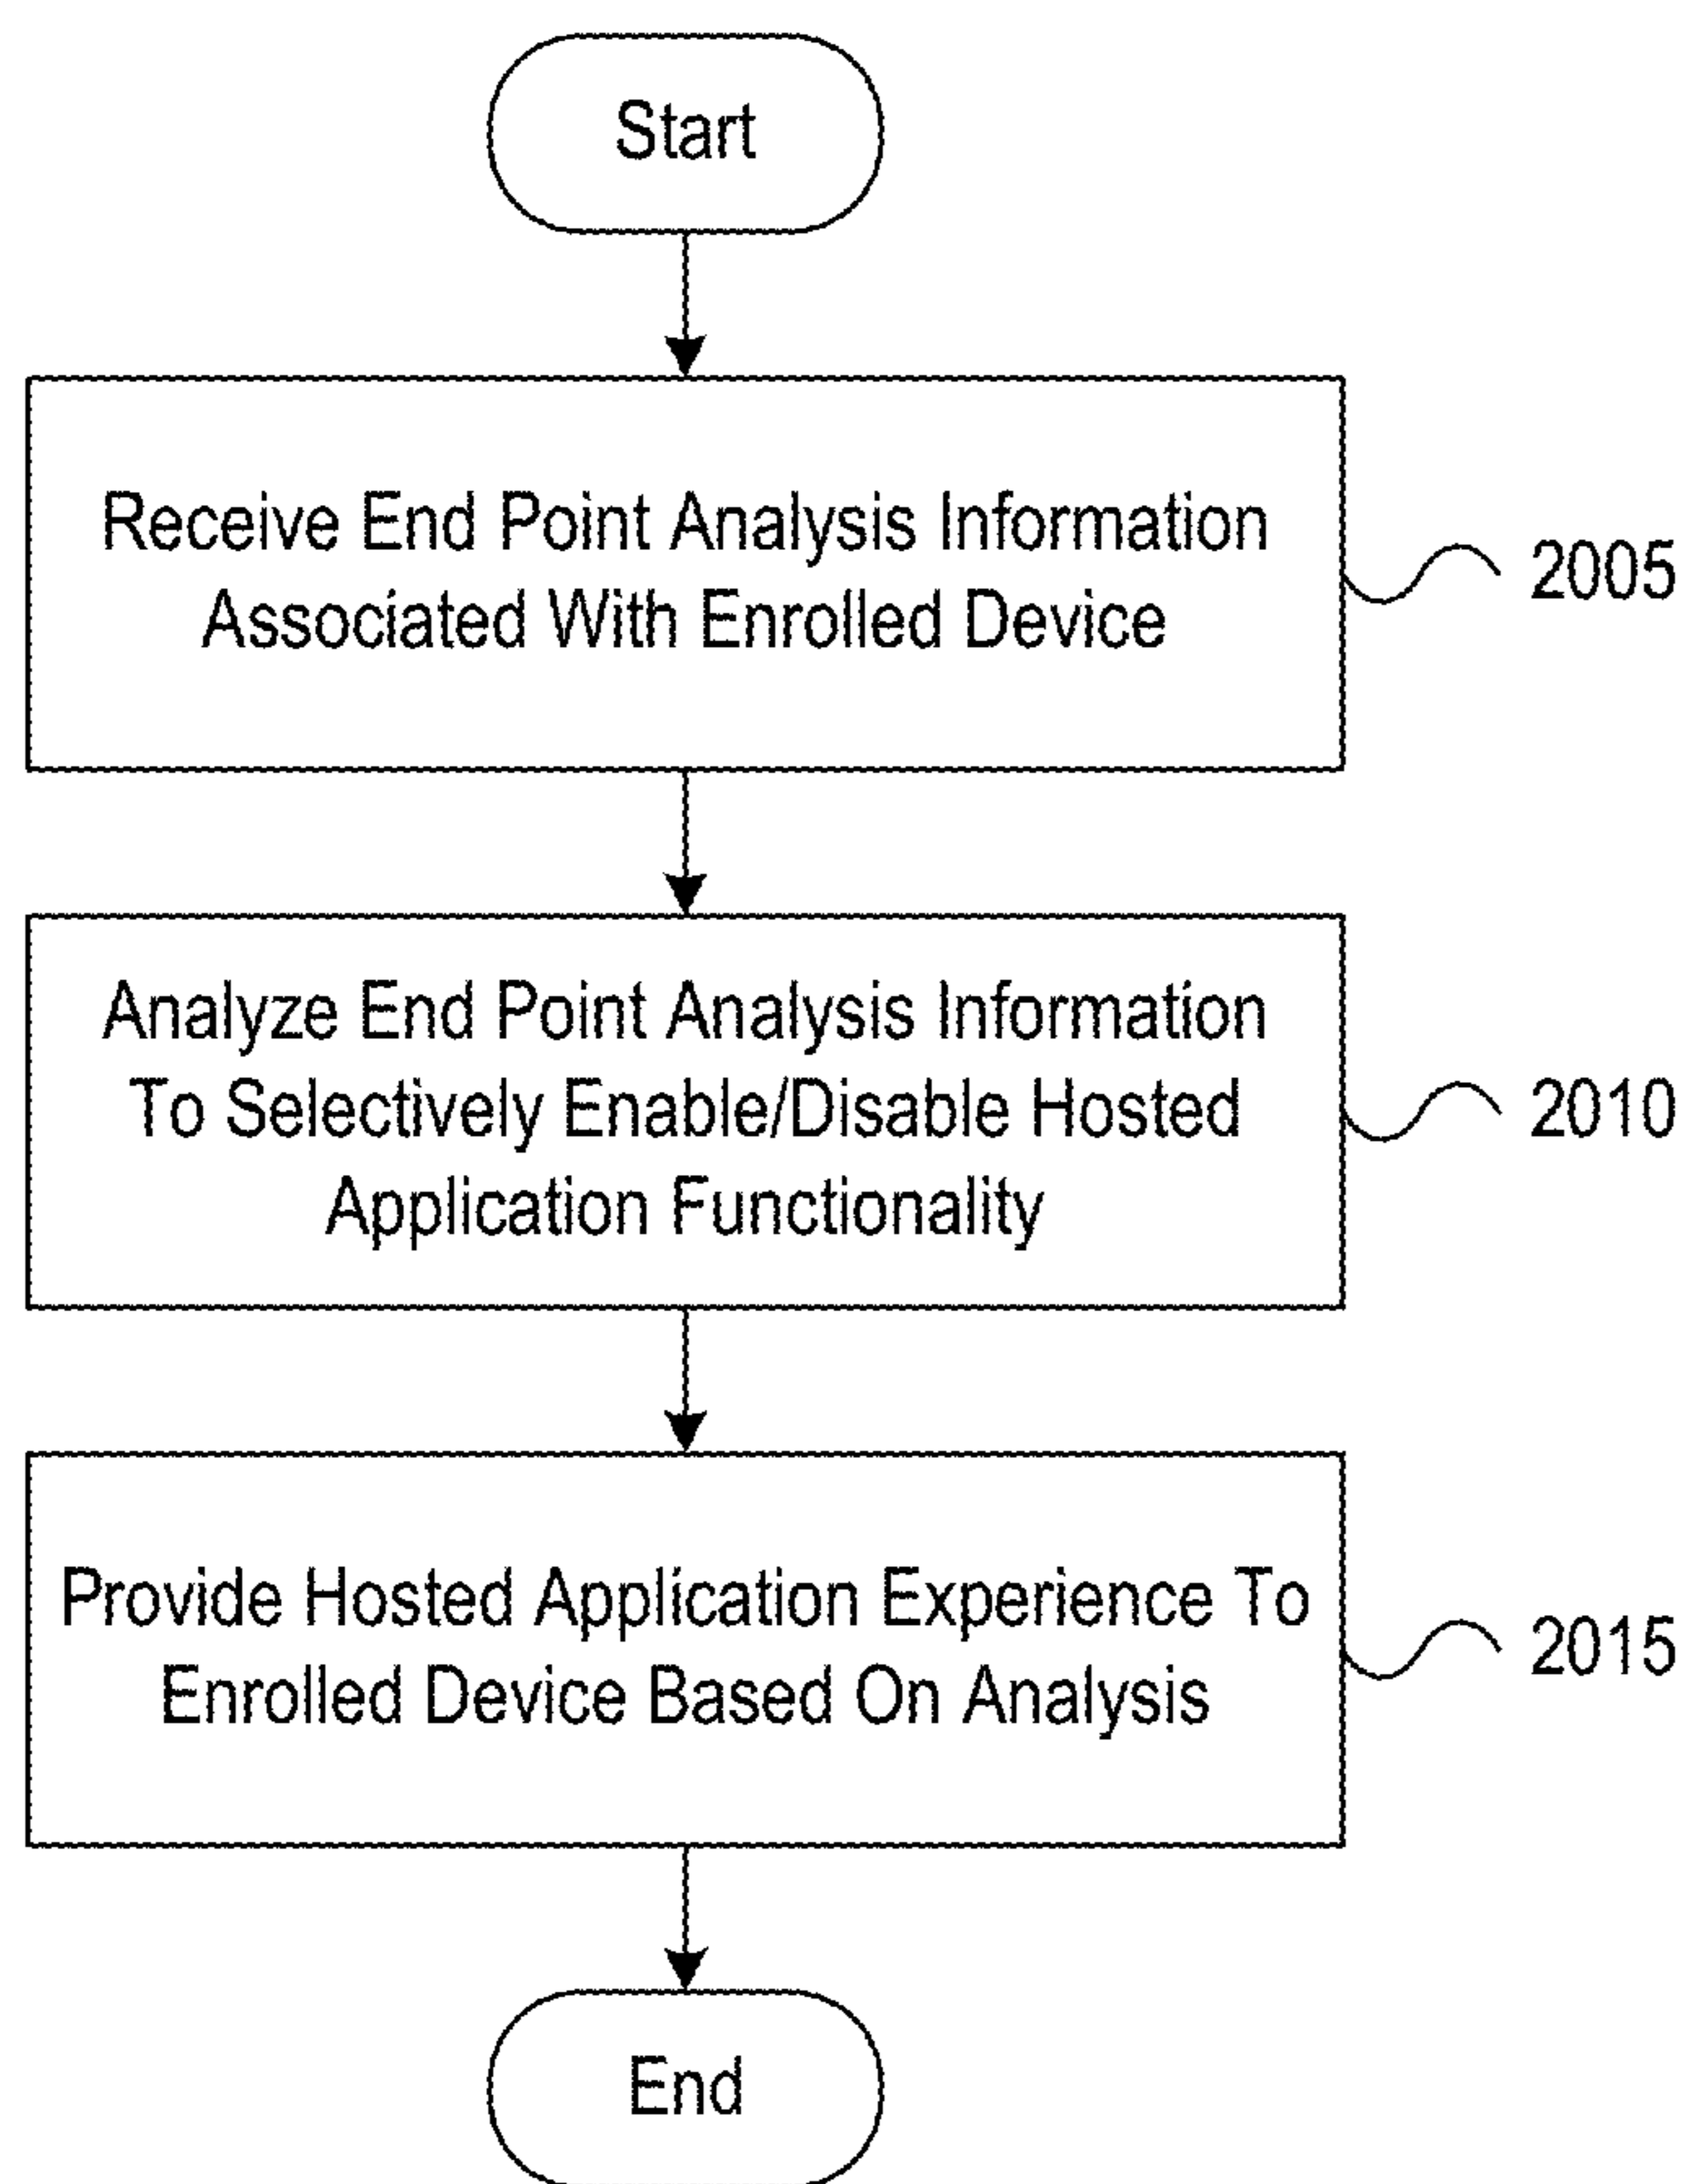 Start
Receive End Point Analysis Information
Associated With Enrolled Device
2005
Analyze End Point Analysis Information
To Selectively Enable/Disable Hosted
Application Functionality
2010
Provide Hosted Application Experience To
Enrolled Device Based On Analysis
2015
End